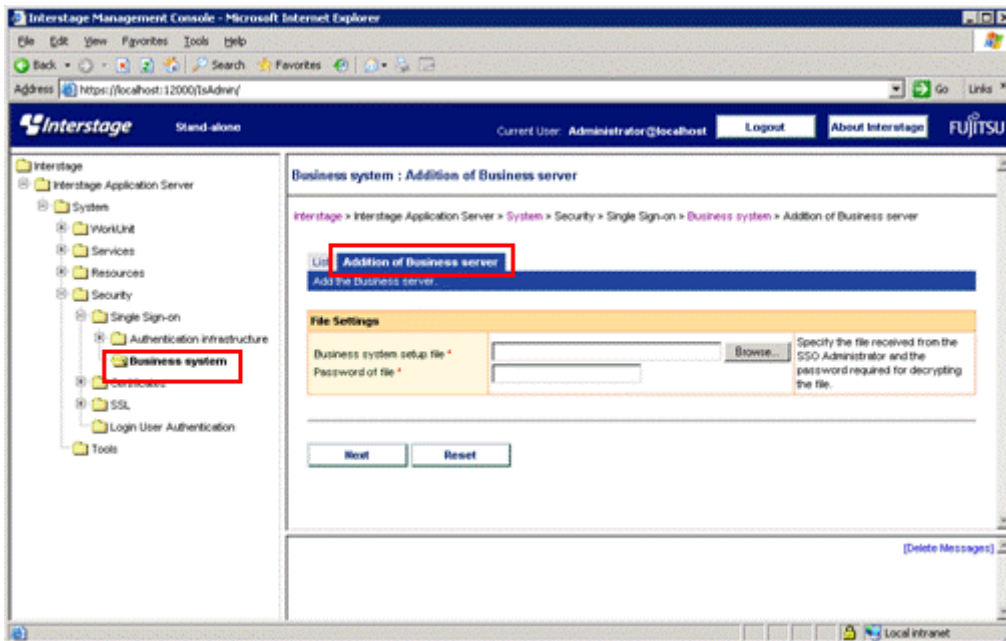 Interstage Management Console - Microsoft Internet Explorer
File Edit View Favorites Tools Help
Back Search Favorites
Address https://localhost:12000/IsAdmin/ Go Links »
Interstage Stand-alone Current User: Administrator@localhost Logout About Interstage FUJITSU
Interstage
Interstage Application Server
System
WorkUnit
Services
Resources
Security
Single Sign-on
Authentication infrastructure
Business system
Certificates
SSL
Login User Authentication
Tools
Business system : Addition of Business server
Interstage > Interstage Application Server > System > Security > Single Sign-on > Business system > Addition of Business server
List Addition of Business server
Add the Business server.
File Settings
Business system setup file * Browse...
Password of file *
Specify the file received from the
SSO Administrator and the
password required for decrypting
the file.
Next Reset
[Delete Messages]
Local intranet